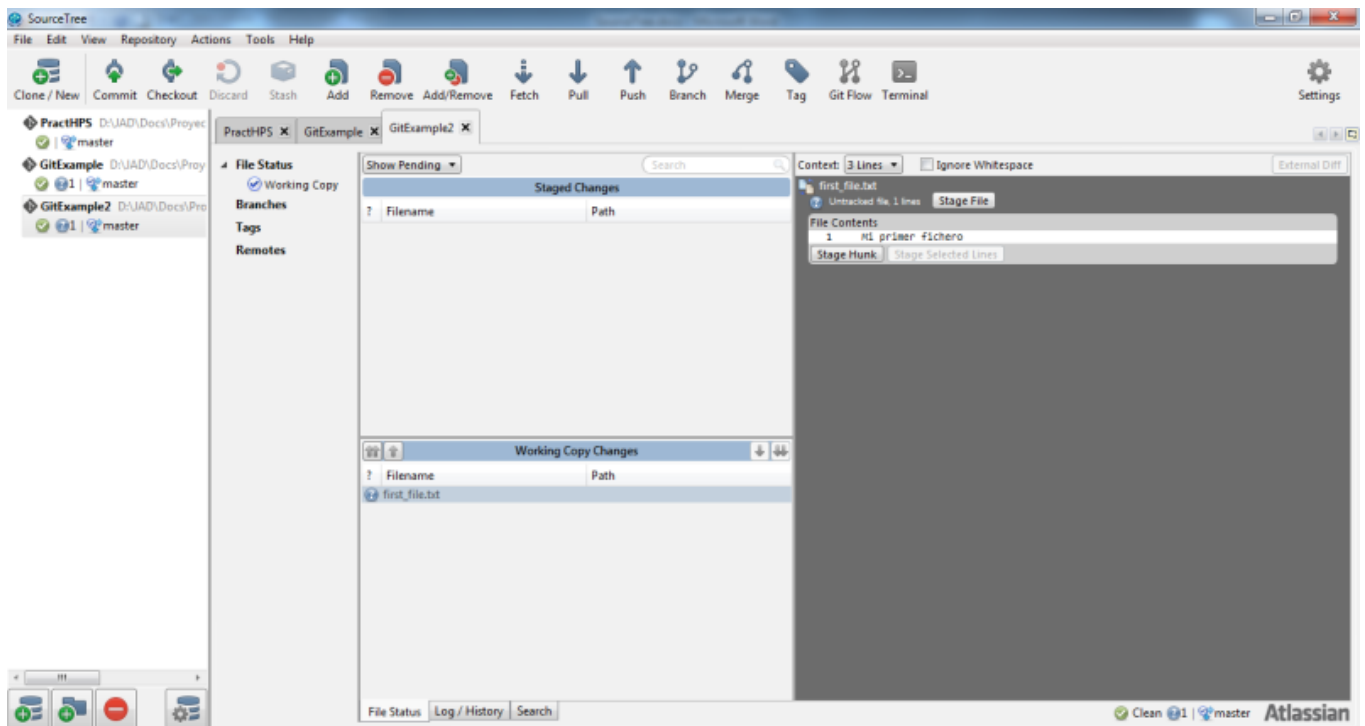 SourceTree
File Edit View Repository Actions Tools Help
Clone / New Commit Checkout Discard Stash Add Remove Add/Remove Fetch Pull Push Branch Merge Tag Git Flow Terminal Settings
PractHPS D:\JAD\Docs\Proyec
master
GitExample D:\JAD\Docs\Proy
1 master
GitExample2 D:\JAD\Docs\Pro
1 master
PractHPS GitExample GitExample2
File Status
Working Copy
Branches
Tags
Remotes
Show Pending Search
Staged Changes
? Filename Path
Working Copy Changes
? Filename Path
first_file.txt
Context: 3 Lines Ignore Whitespace External Diff
first_file.txt
Untracked file, 1 lines Stage File
File Contents
1 Mi primer fichero
Stage Hunk Stage Selected Lines
File Status Log / History Search
Clean 1 master Atlassian